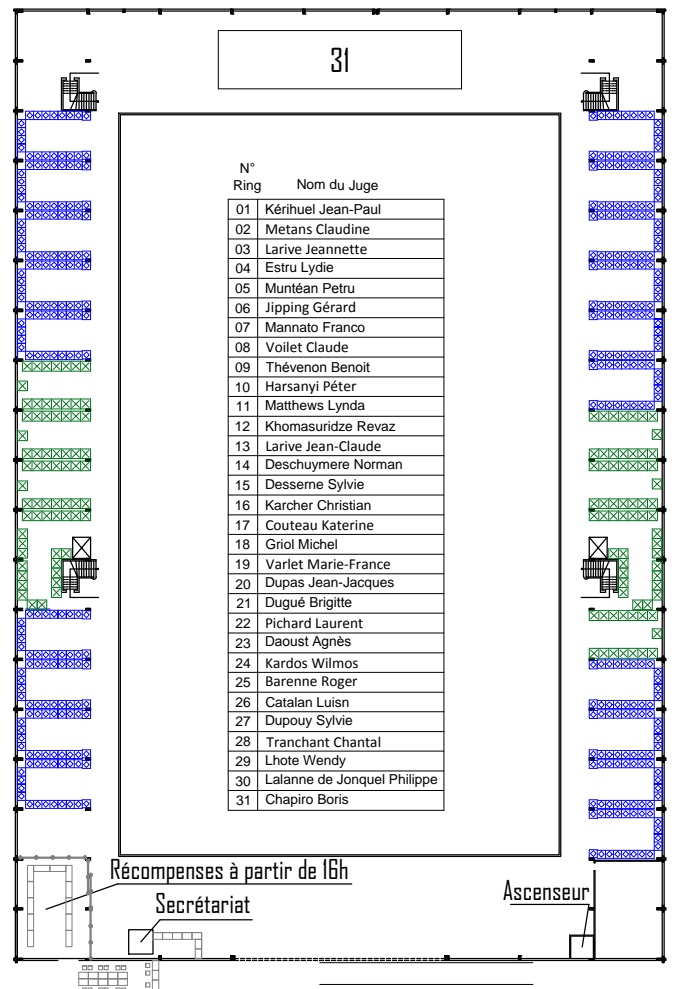 31
N°
Ring Nom du Juge
01 Kérihuel Jean-Paul
02 Metans Claudine
03 Larive Jeannette
04 Estru Lydie
05 Muntéan Petru
06 Jipping Gérard
07 Mannato Franco
08 Voilet Claude
09 Thévenon Benoit
10 Harsanyi Péter
11 Matthews Lynda
12 Khomasuridze Revaz
13 Larive Jean-Claude
14 Deschuymere Norman
15 Desserne Sylvie
16 Karcher Christian
17 Couteau Katerine
18 Griol Michel
19 Varlet Marie-France
20 Dupas Jean-Jacques
21 Dugué Brigitte
22 Pichard Laurent
23 Daoust Agnès
24 Kardos Wilmos
25 Barenne Roger
26 Catalan Luisn
27 Dupouy Sylvie
28 Tranchant Chantal
29 Lhote Wendy
30 Lalanne de Jonquel Philippe
31 Chapiro Boris
Récompenses à partir de 16h
Secrétariat
Ascenseur